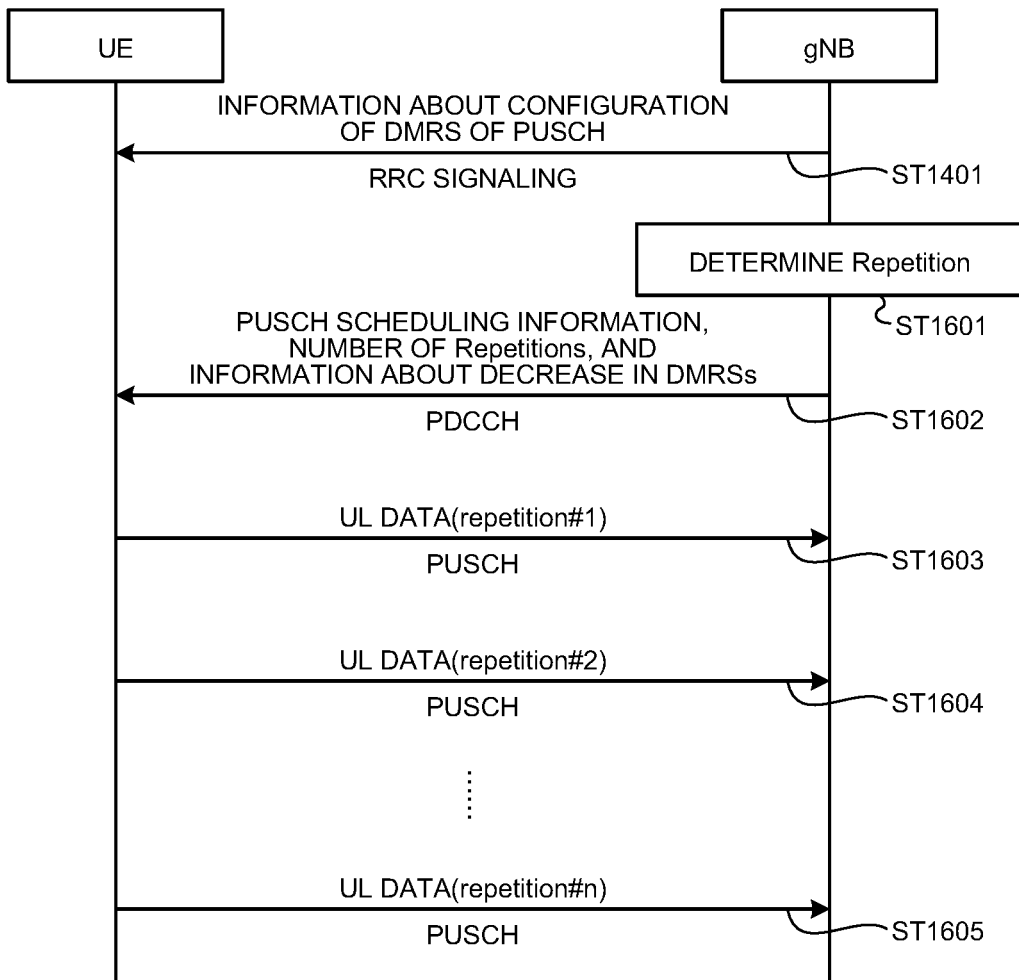 UE
gNB
INFORMATION ABOUT CONFIGURATION
OF DMRS OF PUSCH
RRC SIGNALING
ST1401
DETERMINE Repetition
ST1601
PUSCH SCHEDULING INFORMATION,
NUMBER OF Repetitions, AND
INFORMATION ABOUT DECREASE IN DMRSs
PDCCH
ST1602
UL DATA(repetition#1)
PUSCH
ST1603
UL DATA(repetition#2)
PUSCH
ST1604
UL DATA(repetition#n)
PUSCH
ST1605